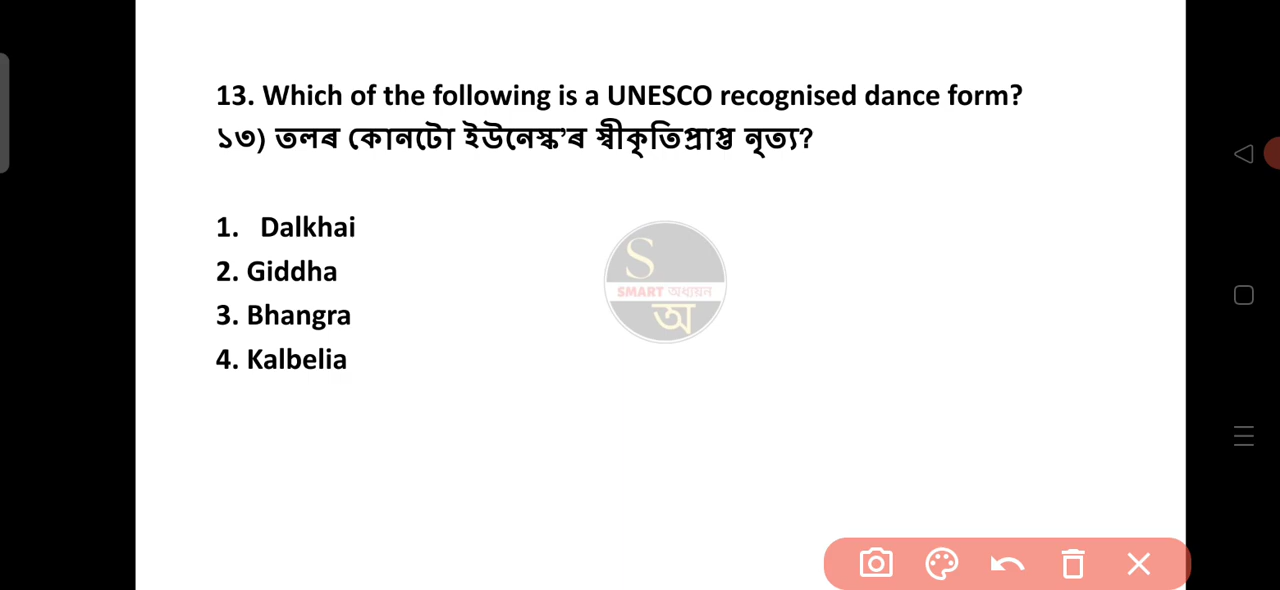 13. Which of the following is a UNESCO recognised dance form?
১৩) তলৰ কোনটো ইউনেস্ক’ৰ স্বীকৃতিপ্ৰাপ্ত নৃত্য?
1. Dalkhai
2. Giddha
3. Bhangra
4. Kalbelia
S
SMART অধ্যয়ন
অ